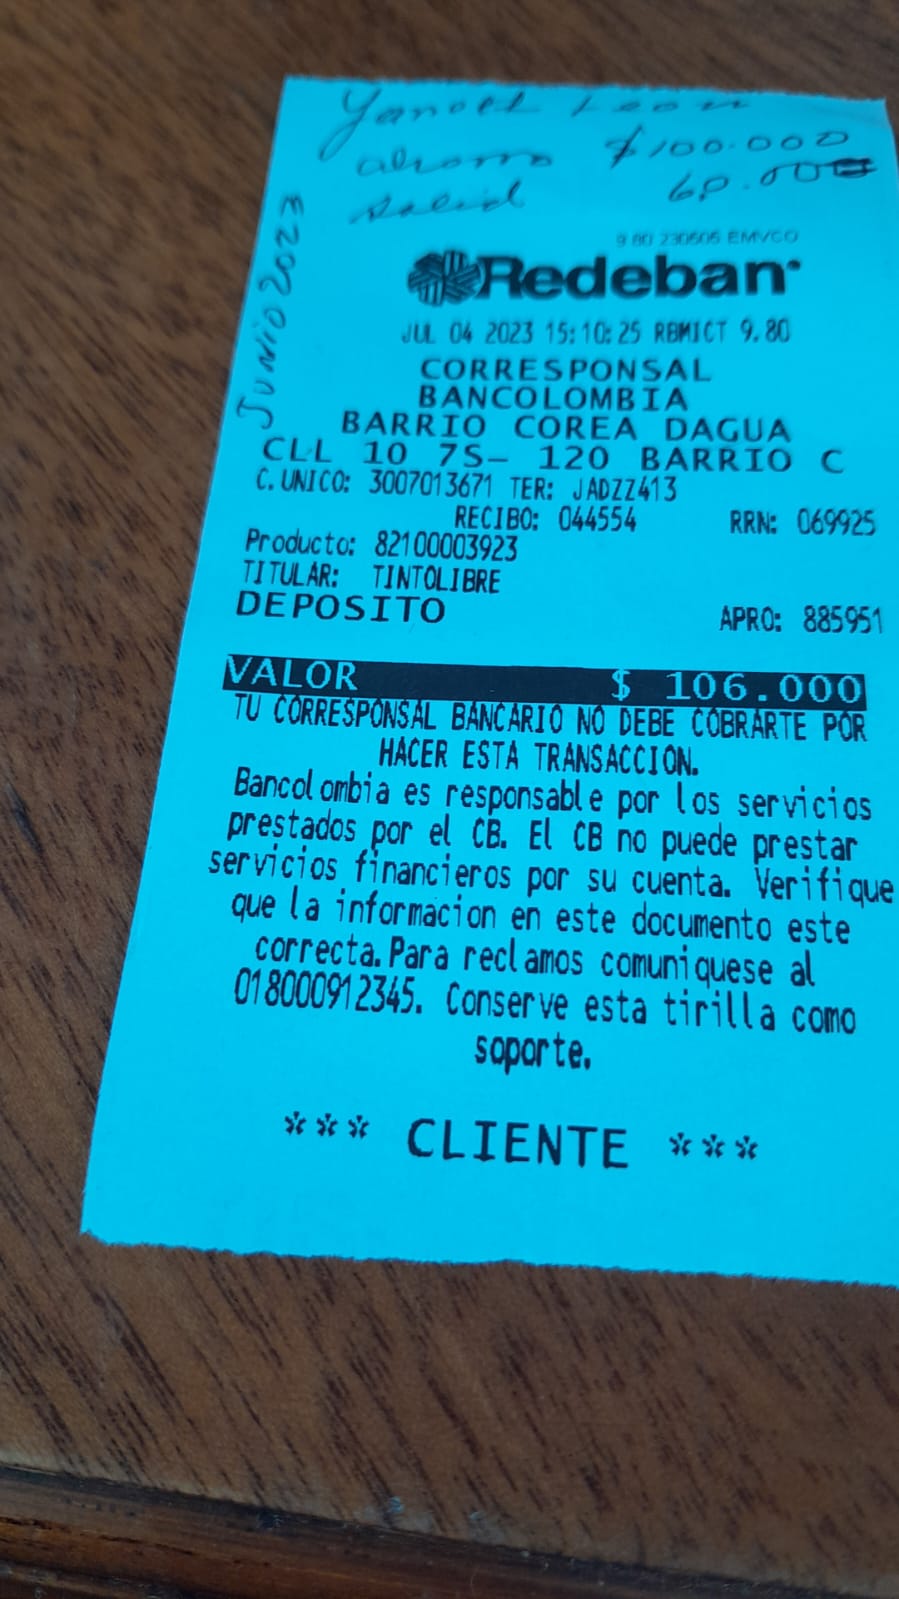 Yaneth Leon
ahorro $100.000
salid
Junio 2023
9.80 230606 EMVCO
Redeban
JUL 04 2023 15:10:25 RBMICT 9.80
CORRESPONSAL
BANCOLOMBIA
BARRIO COREA DAGUA
CLL 10 7S- 120 BARRIO C
C.UNICO: 3007013671 TER: JADZZ413
RECIBO: 044554 RRN: 069925
Producto: 82100003923
TITULAR: TINTOLIBRE
DEPOSITO APRO: 885951
VALOR $ 106.000
TU CORRESPONSAL BANCARIO NO DEBE COBRARTE POR
HACER ESTA TRANSACCION.
Bancolombia es responsable por los servicios
prestados por el CB. El CB no puede prestar
servicios financieros por su cuenta. Verifique
que la informacion en este documento este
correcta. Para reclamos comuniquese al
018000912345. Conserve esta tirilla como
soporte.
*** CLIENTE ***